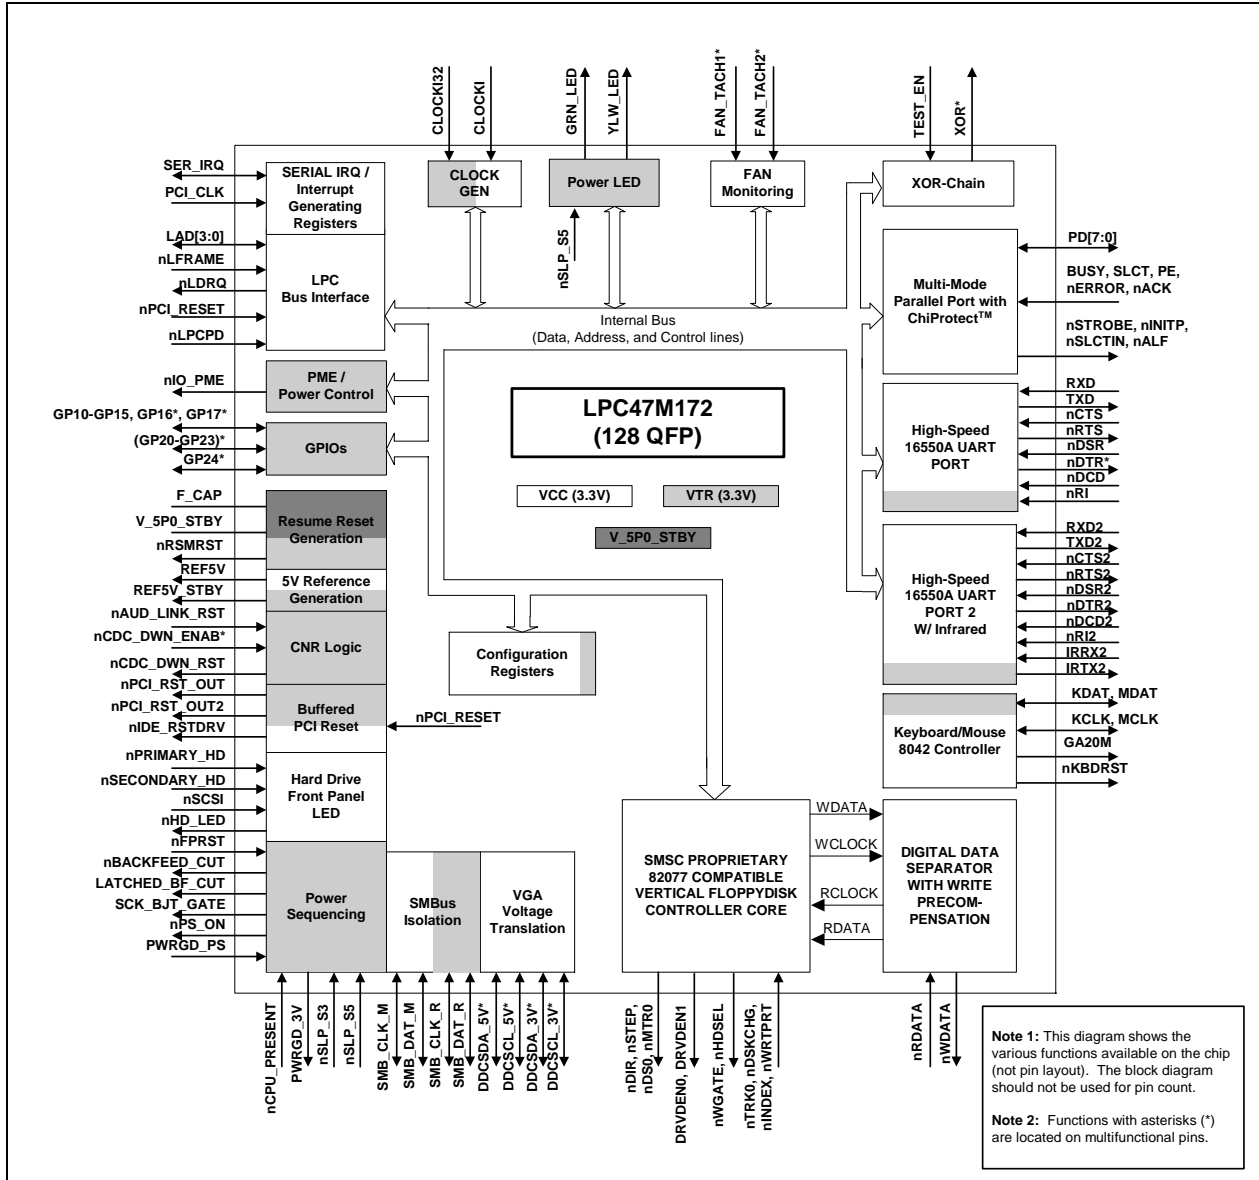 CLOCKI32
CLOCKI
GRN_LED
YLW_LED
FAN_TACH1*
FAN_TACH2*
TEST_EN
XOR*
SER_IRQ
PCI_CLK
SERIAL IRQ /
Interrupt
Generating
Registers
CLOCK
GEN
Power LED
nSLP_S5
FAN
Monitoring
XOR-Chain
LAD[3:0]
nLFRAME
nLDRQ
nPCI_RESET
nLPCPD
LPC
Bus Interface
Internal Bus
(Data, Address, and Control lines)
Multi-Mode
Parallel Port with
ChiProtect™
PD[7:0]
BUSY, SLCT, PE,
nERROR, nACK
nSTROBE, nINITP,
nSLCTIN, nALF
nIO_PME
PME /
Power Control
GP10-GP15, GP16*, GP17*
(GP20-GP23)*
GP24*
GPIOs
LPC47M172
(128 QFP)
VCC (3.3V)
VTR (3.3V)
V_5P0_STBY
High-Speed
16550A UART
PORT
RXD
TXD
nCTS
nRTS
nDSR
nDTR*
nDCD
nRI
F_CAP
V_5P0_STBY
nRSMRST
Resume Reset
Generation
REF5V
REF5V_STBY
5V Reference
Generation
nAUD_LINK_RST
nCDC_DWN_ENAB*
nCDC_DWN_RST
CNR Logic
nPCI_RST_OUT
nPCI_RST_OUT2
nIDE_RSTDRV
Buffered
PCI Reset
nPCI_RESET
Configuration
Registers
High-Speed
16550A UART
PORT 2
W/ Infrared
RXD2
TXD2
nCTS2
nRTS2
nDSR2
nDTR2
nDCD2
nRI2
IRRX2
IRTX2
Keyboard/Mouse
8042 Controller
KDAT, MDAT
KCLK, MCLK
GA20M
nKBDRST
nPRIMARY_HD
nSECONDARY_HD
nSCSI
nHD_LED
Hard Drive
Front Panel
LED
nFPRST
nBACKFEED_CUT
LATCHED_BF_CUT
SCK_BJT_GATE
nPS_ON
PWRGD_PS
Power
Sequencing
SMBus
Isolation
VGA
Voltage
Translation
SMSC PROPRIETARY
82077 COMPATIBLE
VERTICAL FLOPPYDISK
CONTROLLER CORE
WDATA
WCLOCK
RCLOCK
RDATA
DIGITAL DATA
SEPARATOR
WITH WRITE
PRECOM-
PENSATION
nCPU_PRESENT
PWRGD_3V
nSLP_S3
nSLP_S5
SMB_CLK_M
SMB_DAT_M
SMB_CLK_R
SMB_DAT_R
DDCSDA_5V*
DDCSCL_5V*
DDCSDA_3V*
DDCSCL_3V*
nDIR, nSTEP,
nDS0, nMTR0
DRVDEN0, DRVDEN1
nWGATE, nHDSEL
nTRK0, nDSKCHG,
nINDEX, nWRTPRT
nRDATA
nWDATA
Note 1: This diagram shows the
various functions available on the chip
(not pin layout). The block diagram
should not be used for pin count.
Note 2: Functions with asterisks (*)
are located on multifunctional pins.